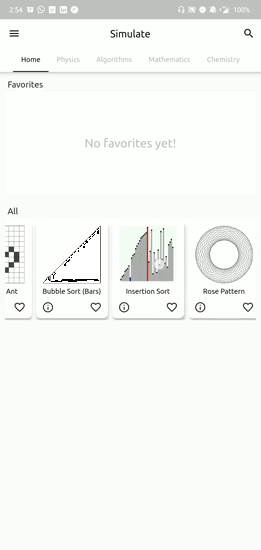 2:54
100%
Simulate
Home Physics Algorithms Mathematics Chemistry
Favorites
No favorites yet!
All
Ant Bubble Sort (Bars) Insertion Sort Rose Pattern